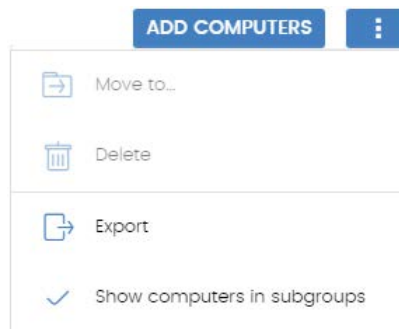 ADD COMPUTERS
Move to...
Delete
Export
Show computers in subgroups